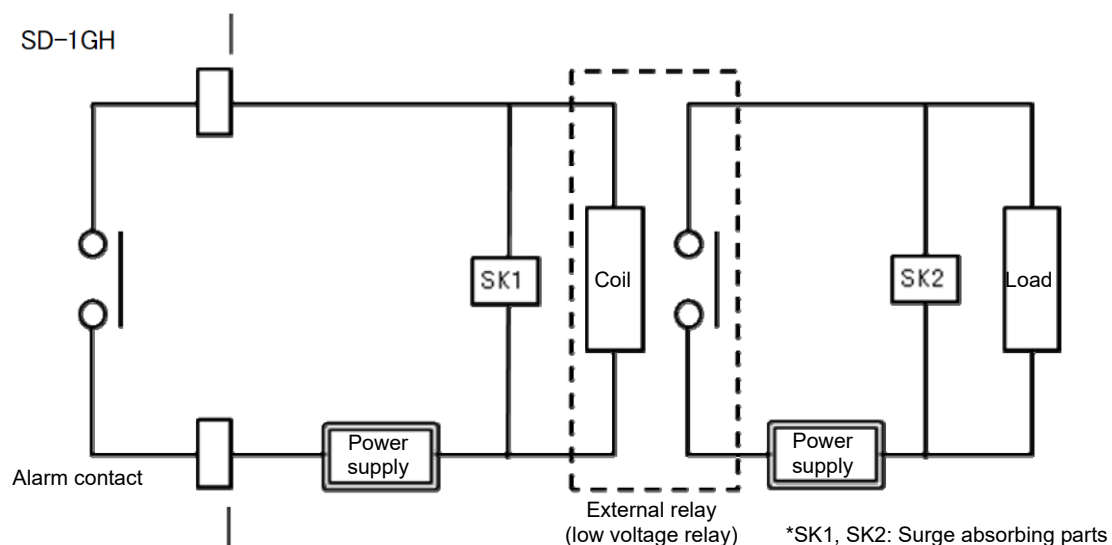 SD-1GH
SK1
Coil
SK2
Load
Power
supply
Power
supply
Alarm contact
External relay
(low voltage relay)
*SK1, SK2: Surge absorbing parts